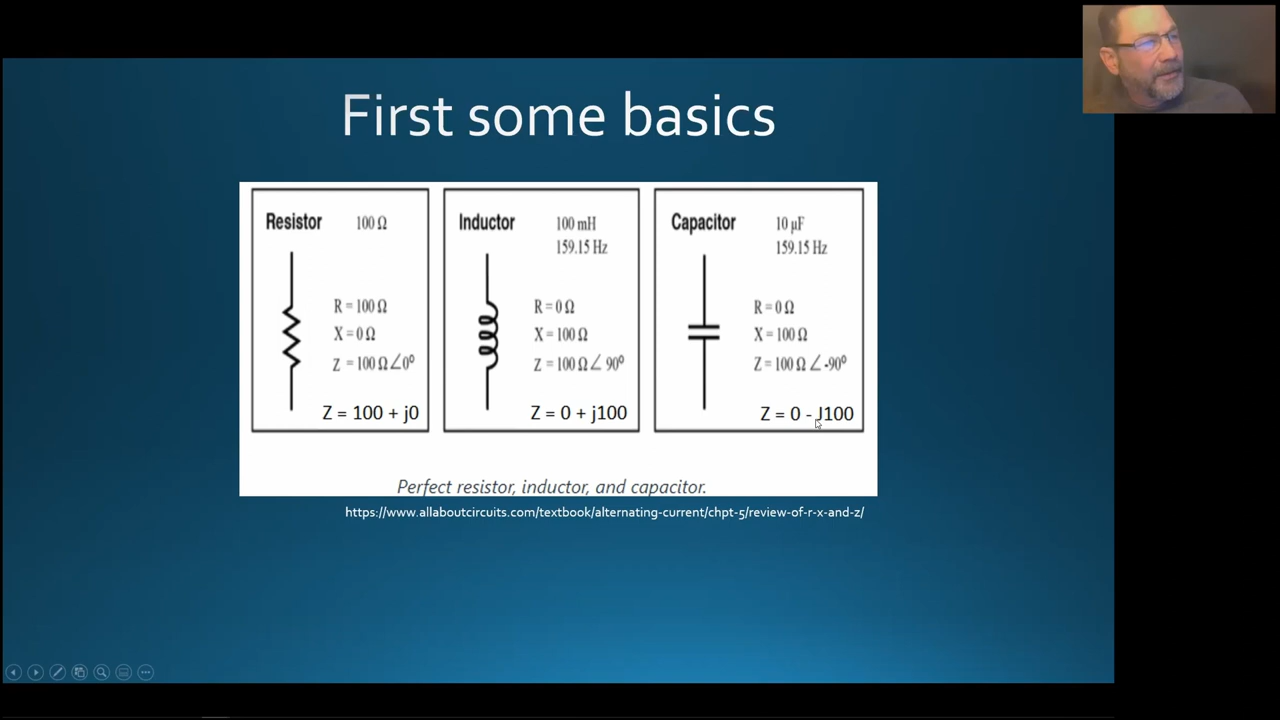 First some basics
Resistor 100 Ω
R = 100 Ω
X = 0 Ω
Z = 100 Ω ∠ 0°
Z = 100 + j0
Inductor 100 mH
159.15 Hz
R = 0 Ω
X = 100 Ω
Z = 100 Ω ∠ 90°
Z = 0 + j100
Capacitor 10 µF
159.15 Hz
R = 0 Ω
X = 100 Ω
Z = 100 Ω ∠ -90°
Z = 0 - J100
Perfect resistor, inductor, and capacitor.
https://www.allaboutcircuits.com/textbook/alternating-current/chpt-5/review-of-r-x-and-z/